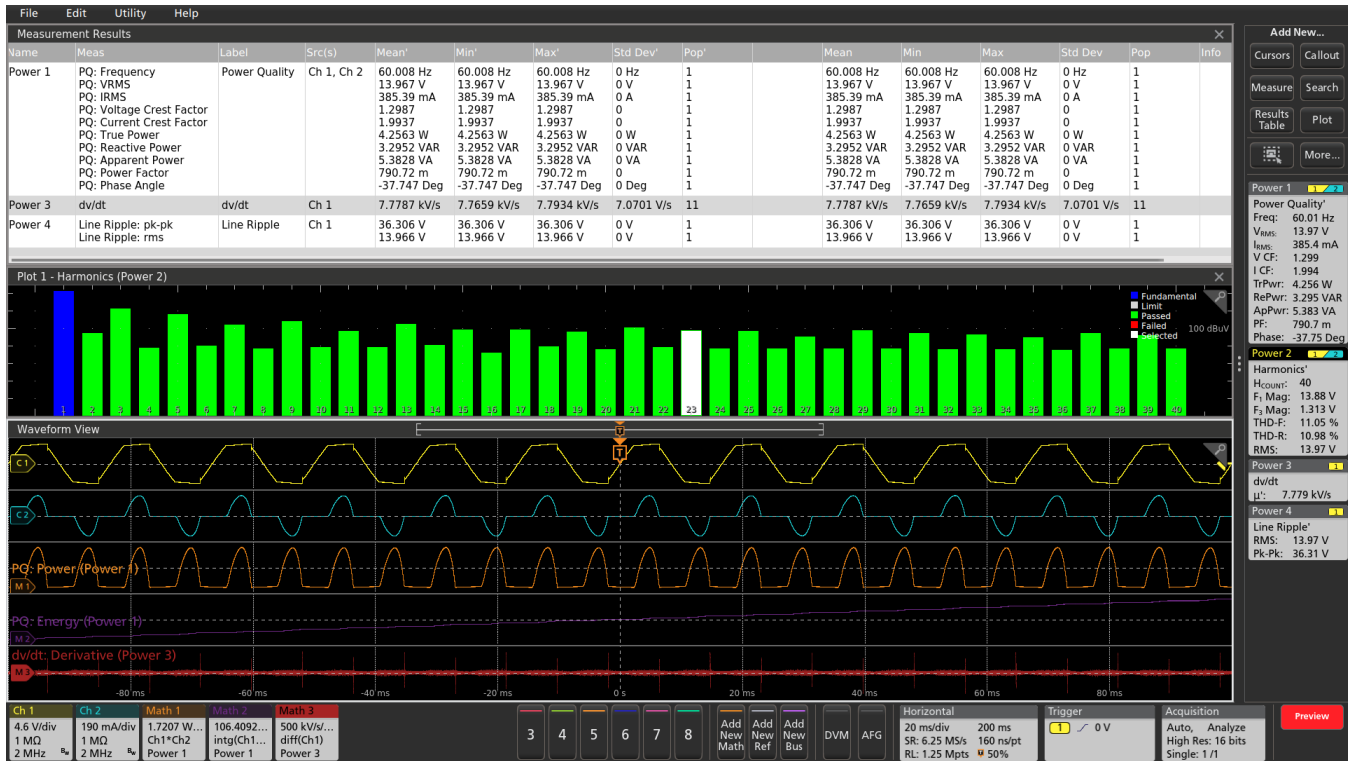 File Edit Utility Help
Measurement Results
Name Meas Label Src(s) Mean' Min' Max' Std Dev' Pop' Mean Min Max Std Dev Pop Info
Power 1 PQ: Frequency Power Quality Ch 1, Ch 2 60.008 Hz 60.008 Hz 60.008 Hz 0 Hz 1 60.008 Hz 60.008 Hz 60.008 Hz 0 Hz 1
PQ: VRMS 13.967 V 13.967 V 13.967 V 0 V 1 13.967 V 13.967 V 13.967 V 0 V 1
PQ: IRMS 385.39 mA 385.39 mA 385.39 mA 0 A 1 385.39 mA 385.39 mA 385.39 mA 0 A 1
PQ: Voltage Crest Factor 1.2987 1.2987 1.2987 0 1 1.2987 1.2987 1.2987 0 1
PQ: Current Crest Factor 1.9937 1.9937 1.9937 0 1 1.9937 1.9937 1.9937 0 1
PQ: True Power 4.2563 W 4.2563 W 4.2563 W 0 W 1 4.2563 W 4.2563 W 4.2563 W 0 W 1
PQ: Reactive Power 3.2952 VAR 3.2952 VAR 3.2952 VAR 0 VAR 1 3.2952 VAR 3.2952 VAR 3.2952 VAR 0 VAR 1
PQ: Apparent Power 5.3828 VA 5.3828 VA 5.3828 VA 0 VA 1 5.3828 VA 5.3828 VA 5.3828 VA 0 VA 1
PQ: Power Factor 790.72 m 790.72 m 790.72 m 0 1 790.72 m 790.72 m 790.72 m 0 1
PQ: Phase Angle -37.747 Deg -37.747 Deg -37.747 Deg 0 Deg 1 -37.747 Deg -37.747 Deg -37.747 Deg 0 Deg 1
Power 3 dv/dt dv/dt Ch 1 7.7787 kV/s 7.7659 kV/s 7.7934 kV/s 7.0701 V/s 11 7.7787 kV/s 7.7659 kV/s 7.7934 kV/s 7.0701 V/s 11
Power 4 Line Ripple: pk-pk Line Ripple Ch 1 36.306 V 36.306 V 36.306 V 0 V 1 36.306 V 36.306 V 36.306 V 0 V 1
Line Ripple: rms 13.966 V 13.966 V 13.966 V 0 V 1 13.966 V 13.966 V 13.966 V 0 V 1
Plot 1 - Harmonics (Power 2)
Fundamental
Limit
Passed
Failed
Selected
100 dBuV
1 2 3 4 5 6 7 8 9 10 11 12 13 14 15 16 17 18 19 20 21 22 23 24 25 26 27 28 29 30 31 32 33 34 35 36 37 38 39 40
Waveform View
T
T
C 1
C 2
PQ: Power (Power 1)
M 1
PQ: Energy (Power 1)
M 2
dv/dt: Derivative (Power 3)
M 3
-80 ms -60 ms -40 ms -20 ms 0 s 20 ms 40 ms 60 ms 80 ms
Ch 1
4.6 V/div
1 MΩ
2 MHz Bw
Ch 2
190 mA/div
1 MΩ
2 MHz Bw
Math 1
1.7207 W...
Ch1*Ch2
Power 1
Math 2
106.4092...
intg(Ch1...
Power 1
Math 3
500 kV/s/...
diff(Ch1)
Power 3
3 4 5 6 7 8
Add New Math
Add New Ref
Add New Bus
DVM
AFG
Horizontal
20 ms/div 200 ms
SR: 6.25 MS/s 160 ns/pt
RL: 1.25 Mpts 50%
Trigger
1 0 V
Acquisition
Auto, Analyze
High Res: 16 bits
Single: 1 /1
Preview
Add New...
Cursors Callout
Measure Search
Results Table Plot
More...
Power 1 1 2
Power Quality'
Freq: 60.01 Hz
VRMS: 13.97 V
IRMS: 385.4 mA
V CF: 1.299
I CF: 1.994
TrPwr: 4.256 W
RePwr: 3.295 VAR
ApPwr: 5.383 VA
PF: 790.7 m
Phase: -37.75 Deg
Power 2 1 2
Harmonics'
HCOUNT: 40
F1 Mag: 13.88 V
F3 Mag: 1.313 V
THD-F: 11.05 %
THD-R: 10.98 %
RMS: 13.97 V
Power 3 1
dv/dt
µ': 7.779 kV/s
Power 4 1
Line Ripple'
RMS: 13.97 V
Pk-Pk: 36.31 V